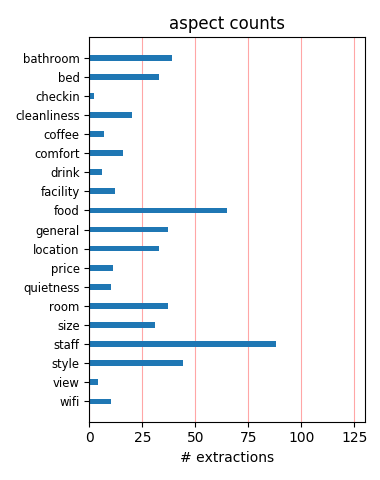 aspect counts
bathroom
bed
checkin
cleanliness
coffee
comfort
drink
facility
food
general
location
price
quietness
room
size
staff
style
view
wifi
0 25 50 75 100 125
# extractions